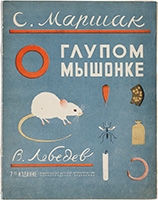 С. Маршак
О
ГЛУПОМ
МЫШОНКЕ
В. Лебедев
7-е ИЗДАНИЕ